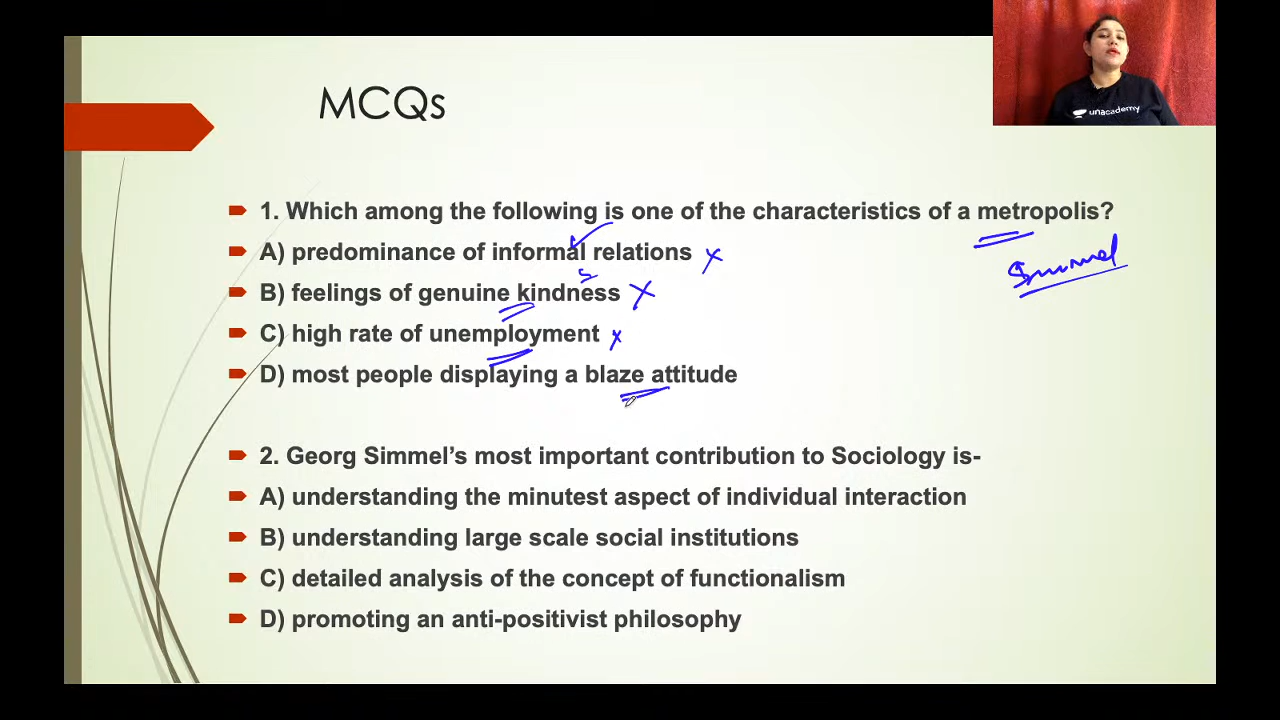 unacademy
MCQs
1. Which among the following is one of the characteristics of a metropolis?
A) predominance of informal relations
Simmel
B) feelings of genuine kindness
C) high rate of unemployment
D) most people displaying a blaze attitude
2. Georg Simmel’s most important contribution to Sociology is-
A) understanding the minutest aspect of individual interaction
B) understanding large scale social institutions
C) detailed analysis of the concept of functionalism
D) promoting an anti-positivist philosophy